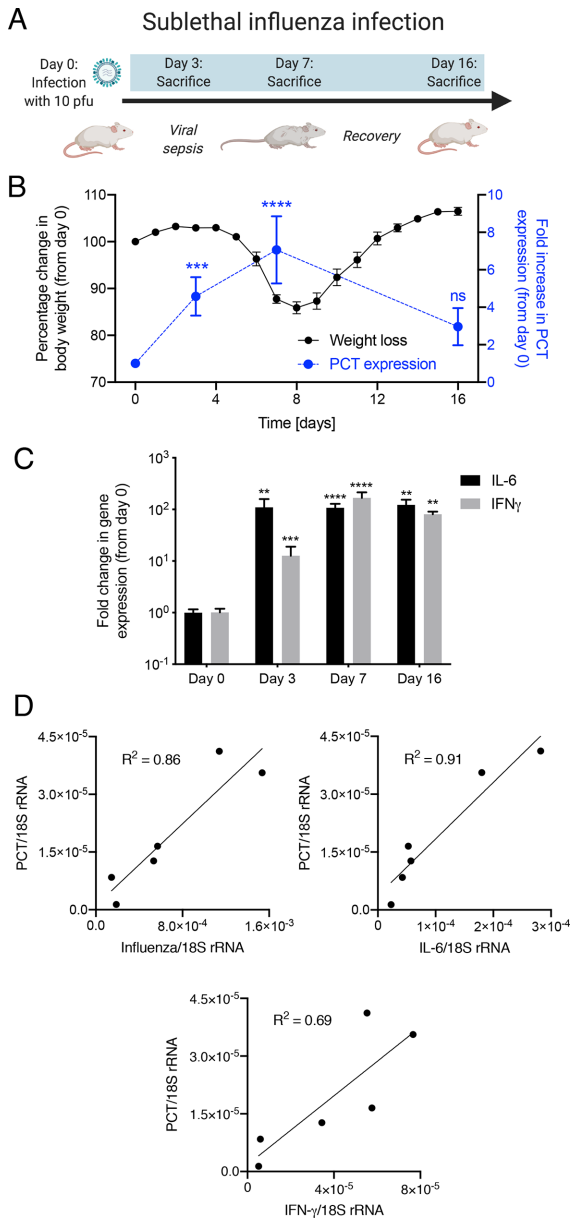 A
Sublethal influenza infection
Day 0:
Infection
with 10 pfu
Day 3:
Sacrifice
Day 7:
Sacrifice
Day 16:
Sacrifice
Viral
sepsis
Recovery
B
Percentage change in
body weight (from day 0)
110
100
90
80
70
***
****
ns
Weight loss
PCT expression
10
8
6
4
2
0
Fold increase in PCT
expression (from day 0)
0
4
8
12
16
Time [days]
C
Fold change in gene
expression (from day 0)
10³
10²
10¹
10⁰
10⁻¹
**
***
****
****
**
**
IL-6
IFNγ
Day 0
Day 3
Day 7
Day 16
D
PCT/18S rRNA
4.5×10⁻⁵
3.0×10⁻⁵
1.5×10⁻⁵
0.0
R² = 0.86
0.0
8.0×10⁻⁴
1.6×10⁻³
Influenza/18S rRNA
PCT/18S rRNA
4.5×10⁻⁵
3.0×10⁻⁵
1.5×10⁻⁵
0.0
R² = 0.91
0
1×10⁻⁴
2×10⁻⁴
3×10⁻⁴
IL-6/18S rRNA
PCT/18S rRNA
4.5×10⁻⁵
3.0×10⁻⁵
1.5×10⁻⁵
0.0
R² = 0.69
0
4×10⁻⁵
8×10⁻⁵
IFN-γ/18S rRNA